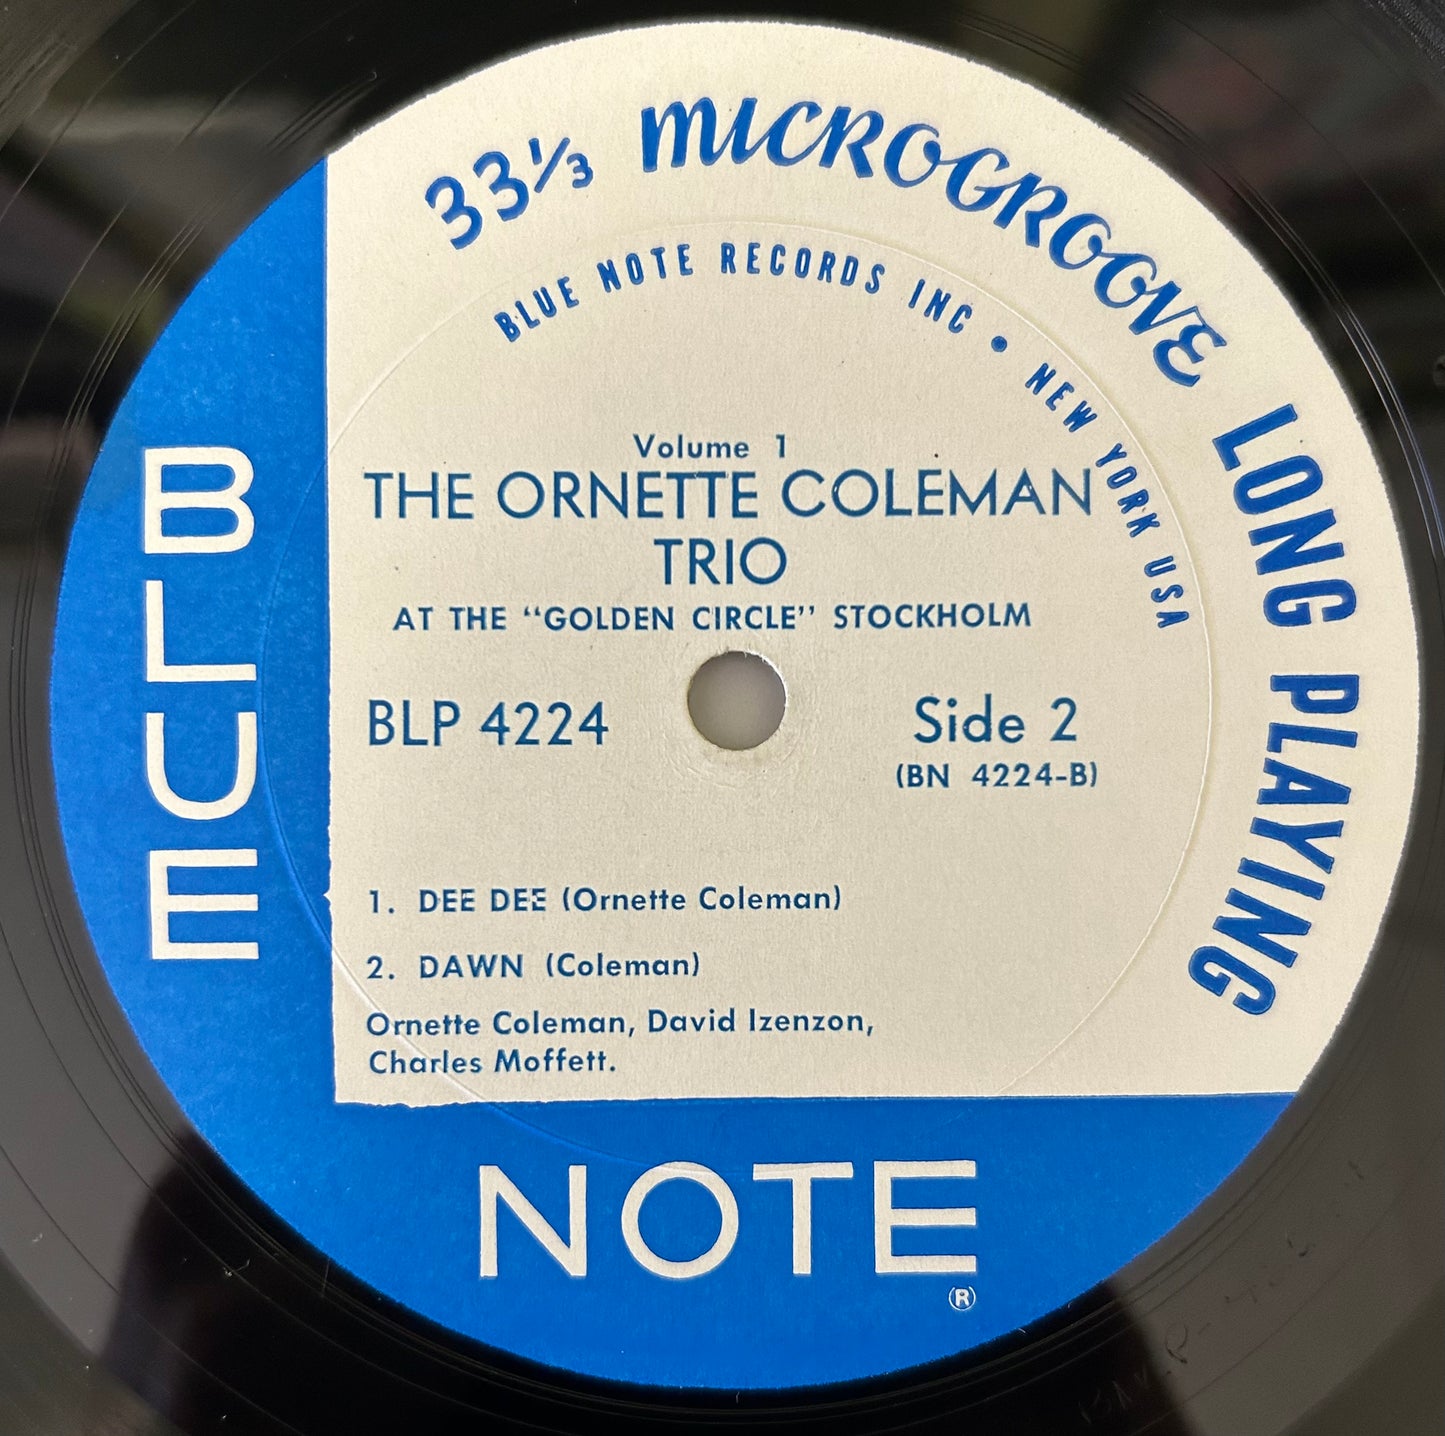 33⅓ MICROGROOVE LONG PLAYING
BLUE NOTE RECORDS INC • NEW YORK USA
Volume 1
THE ORNETTE COLEMAN
TRIO
AT THE “GOLDEN CIRCLE” STOCKHOLM
BLP 4224
Side 2
(BN 4224-B)
1. DEE DEE (Ornette Coleman)
2. DAWN (Coleman)
Ornette Coleman, David Izenzon,
Charles Moffett.
BLUE
NOTE
®